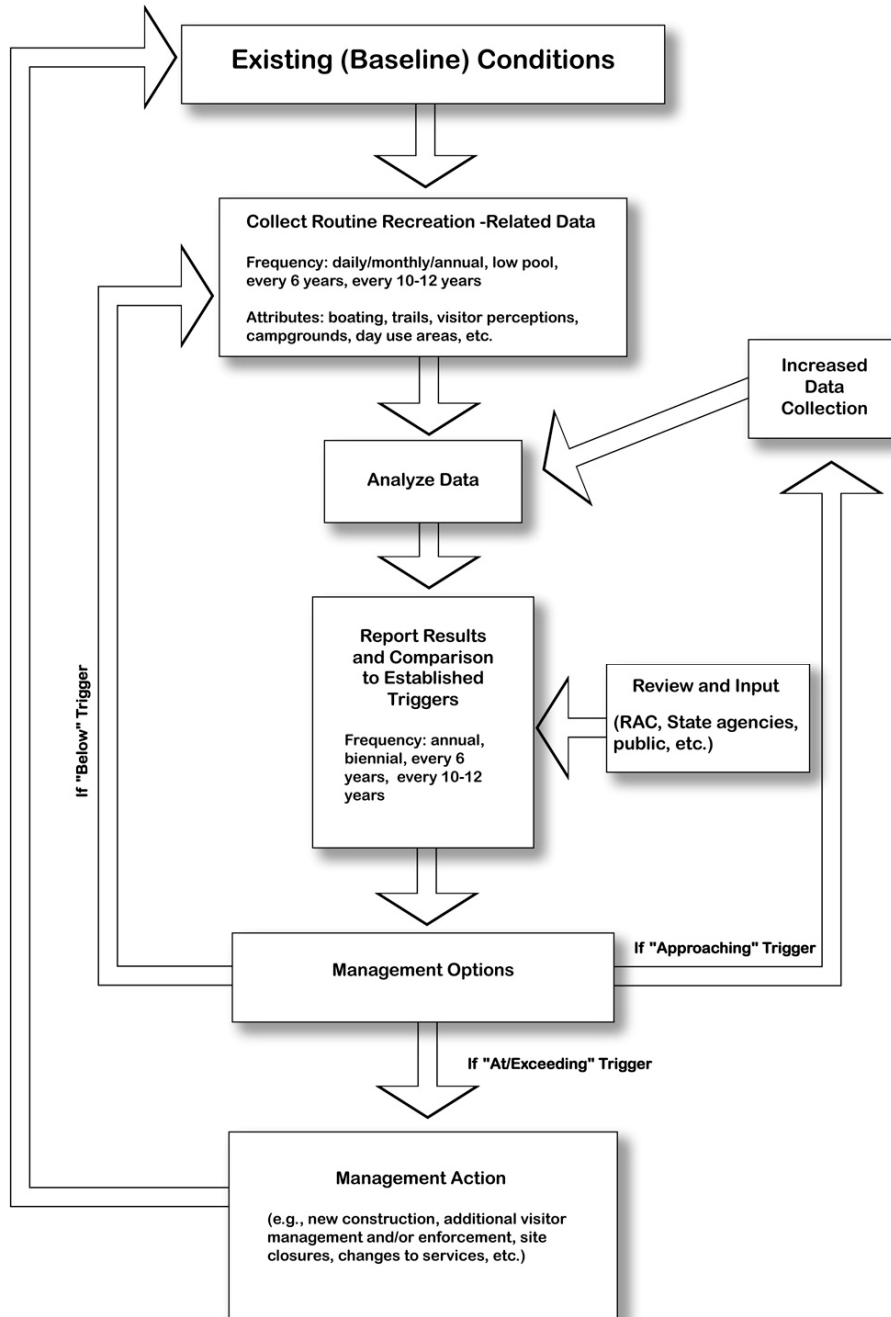 Existing (Baseline) Conditions
Collect Routine Recreation -Related Data
Frequency: daily/monthly/annual, low pool,
every 6 years, every 10-12 years
Attributes: boating, trails, visitor perceptions,
campgrounds, day use areas, etc.
Increased
Data
Collection
Analyze Data
Report Results
and Comparison
to Established
Triggers
Frequency: annual,
biennial, every 6
years, every 10-12
years
Review and Input
(RAC, State agencies,
public, etc.)
If "Below" Trigger
Management Options
If "Approaching" Trigger
If "At/Exceeding" Trigger
Management Action
(e.g., new construction, additional visitor
management and/or enforcement, site
closures, changes to services, etc.)